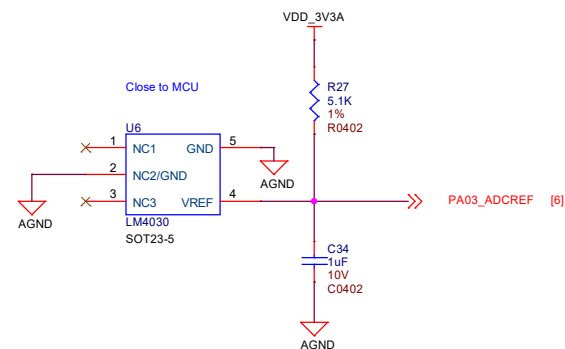 VDD_3V3A
Close to MCU
R27
5.1K
1%
R0402
U6
1 NC1 GND 5
2 NC2/GND
3 NC3 VREF 4
LM4030
SOT23-5
AGND
AGND
PA03_ADCREF [6]
C34
1uF
10V
C0402
AGND